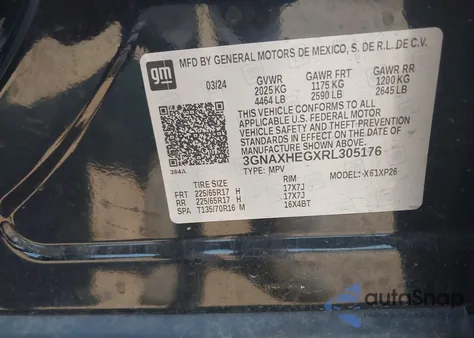 gm
MFD BY GENERAL MOTORS DE MEXICO, S. DE R.L. DE C.V.
03/24 GVWR GAWR FRT GAWR RR
2025 KG 1175 KG 1200 KG
4464 LB 2590 LB 2645 LB
THIS VEHICLE CONFORMS TO ALL
APPLICABLE U.S. FEDERAL MOTOR
VEHICLE SAFETY, BUMPER, AND THEFT
PREVENTION STANDARDS IN EFFECT ON
THE DATE OF MANUFACTURE SHOWN ABOVE.
3GNAXHEGXRL305176
384A TYPE: MPV MODEL: X61XP26
TIRE SIZE RIM
FRT 225/65R17 H 17X7J
RR 225/65R17 H 17X7J
SPA T135/70R16 M 16X4BT
autoSnap